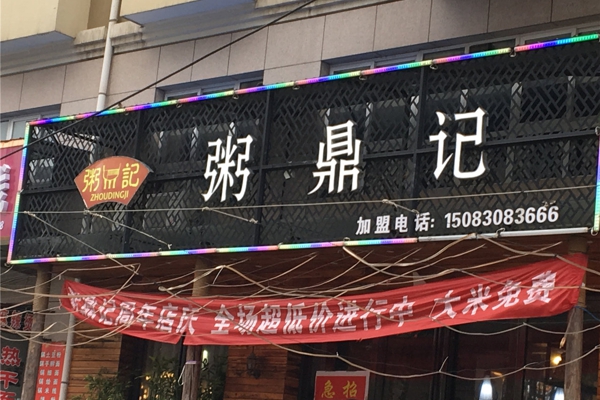 粥鼎記
ZHOUDINGJI
粥鼎记
加盟电话: 15083083666
粥鼎记周年店庆 全场超低价进行中 大米免费
急招